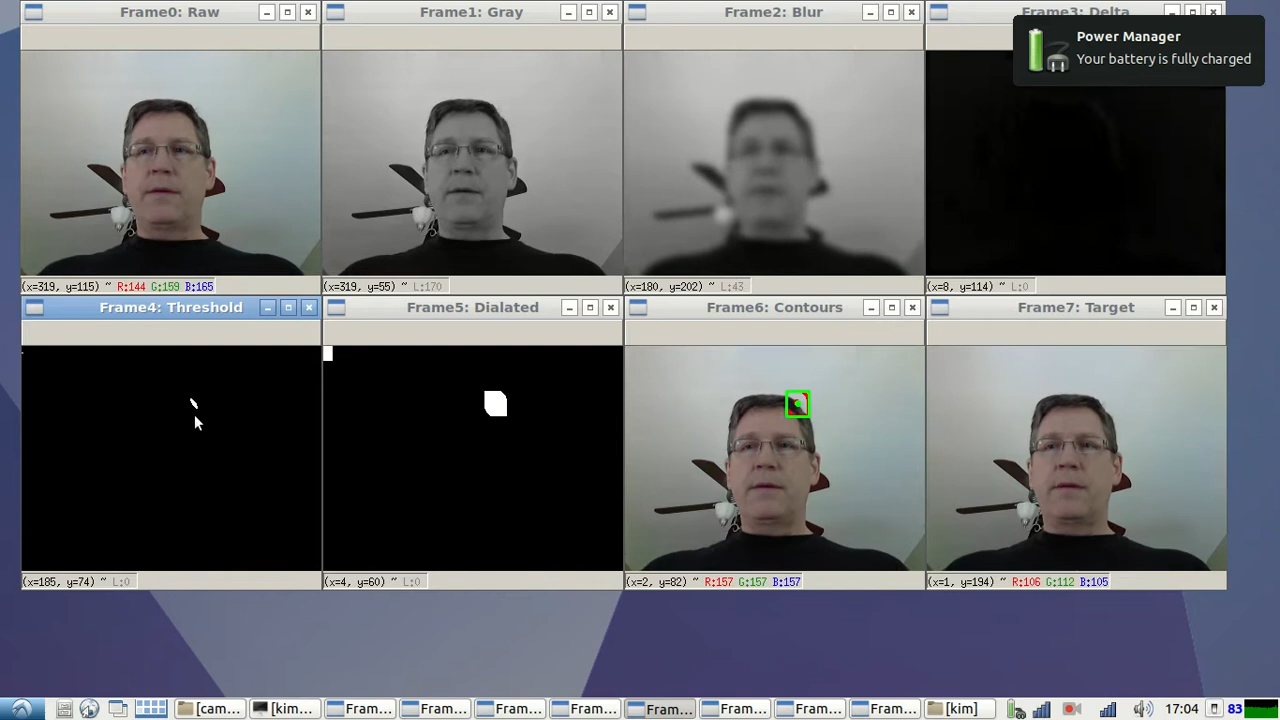 Frame0: Raw
Frame1: Gray
Frame2: Blur
Frame3: Delta
Power Manager
Your battery is fully charged
(x=319, y=115) ~ R:144 G:159 B:165
(x=319, y=55) ~ L:170
(x=180, y=202) ~ L:43
(x=8, y=114) ~ L:0
Frame4: Threshold
Frame5: Dialated
Frame6: Contours
Frame7: Target
(x=185, y=74) ~ L:0
(x=4, y=60) ~ L:0
(x=2, y=82) ~ R:157 G:157 B:157
(x=1, y=194) ~ R:106 G:112 B:105
[cam...
[kim...
Fram...
Fram...
Fram...
Fram...
Fram...
Fram...
Fram...
Fram...
[kim]
17:04
83